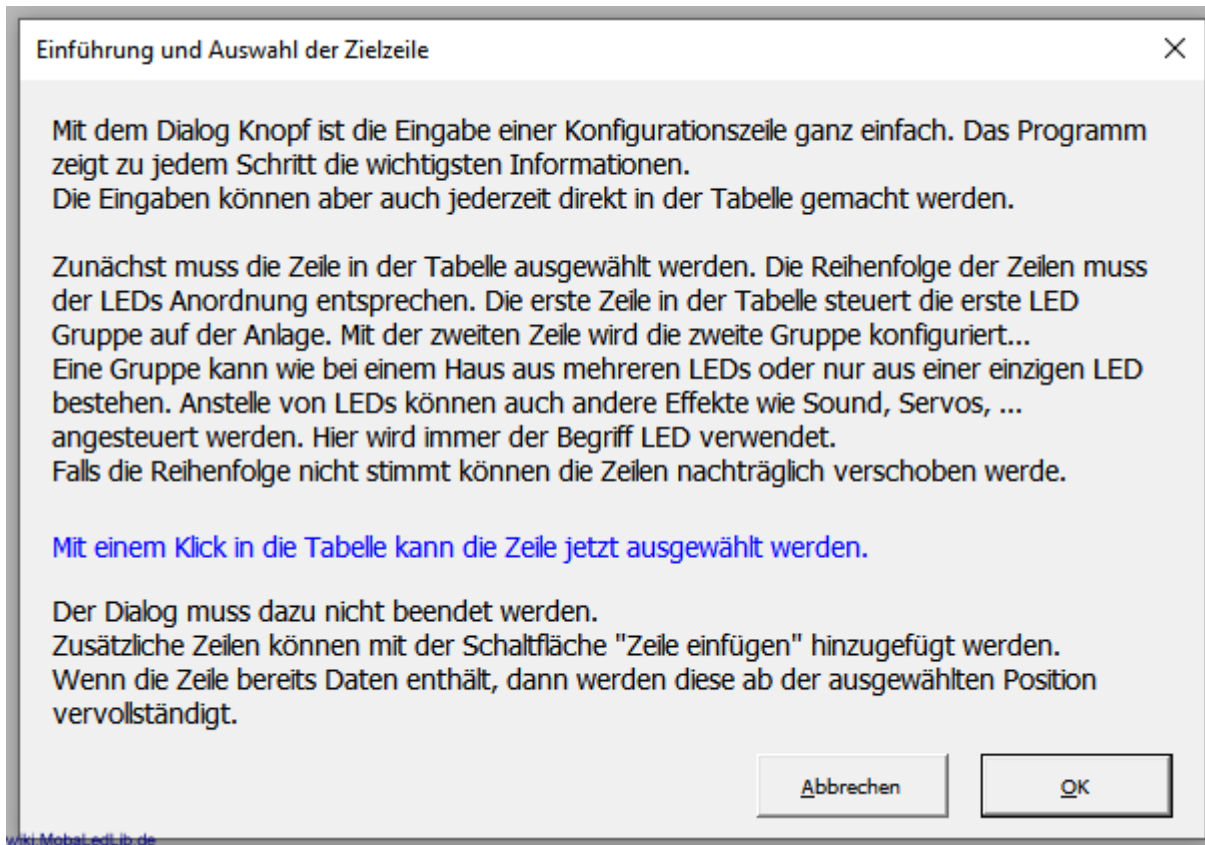 Einführung und Auswahl der Zielzeile
Mit dem Dialog Knopf ist die Eingabe einer Konfigurationszeile ganz einfach. Das Programm
zeigt zu jedem Schritt die wichtigsten Informationen.
Die Eingaben können aber auch jederzeit direkt in der Tabelle gemacht werden.
Zunächst muss die Zeile in der Tabelle ausgewählt werden. Die Reihenfolge der Zeilen muss
der LEDs Anordnung entsprechen. Die erste Zeile in der Tabelle steuert die erste LED
Gruppe auf der Anlage. Mit der zweiten Zeile wird die zweite Gruppe konfiguriert...
Eine Gruppe kann wie bei einem Haus aus mehreren LEDs oder nur aus einer einzigen LED
bestehen. Anstelle von LEDs können auch andere Effekte wie Sound, Servos, ...
angesteuert werden. Hier wird immer der Begriff LED verwendet.
Falls die Reihenfolge nicht stimmt können die Zeilen nachträglich verschoben werde.
Mit einem Klick in die Tabelle kann die Zeile jetzt ausgewählt werden.
Der Dialog muss dazu nicht beendet werden.
Zusätzliche Zeilen können mit der Schaltfläche "Zeile einfügen" hinzugefügt werden.
Wenn die Zeile bereits Daten enthält, dann werden diese ab der ausgewählten Position
vervollständigt.
Abbrechen
OK
wiki.MobaLedLib.de